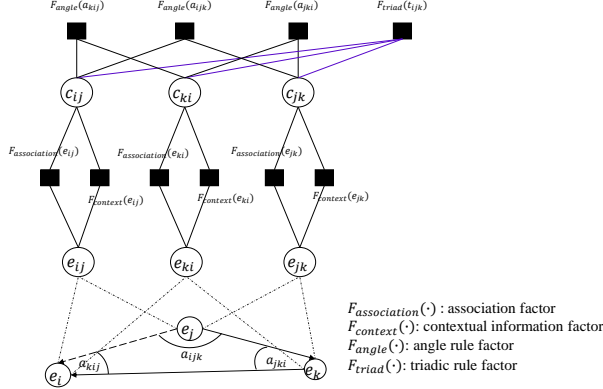 F_angle(a_kij) F_angle(a_ijk) F_angle(a_jki) F_triad(t_ijk)
c_ij c_ki c_jk
F_association(e_ij) F_association(e_ki) F_association(e_jk)
F_context(e_ij) F_context(e_ki) F_context(e_jk)
e_ij e_ki e_jk
e_j
a_kij a_ijk a_jki
e_i e_k
F_association(·) : association factor
F_context(·): contextual information factor
F_angle(·): angle rule factor
F_triad(·): triadic rule factor